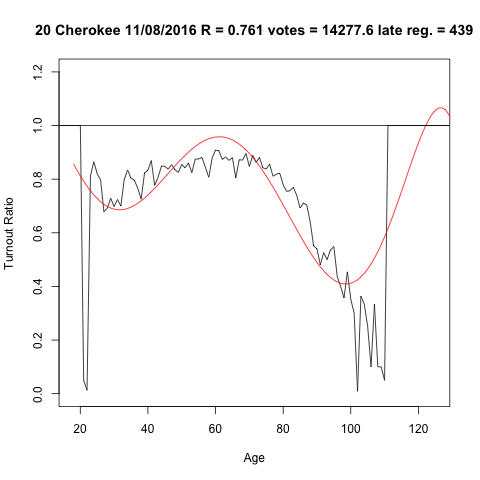 20 Cherokee 11/08/2016 R = 0.761 votes = 14277.6 late reg. = 439
Turnout Ratio
1.2
1.0
0.8
0.6
0.4
0.2
0.0
20 40 60 80 100 120
Age